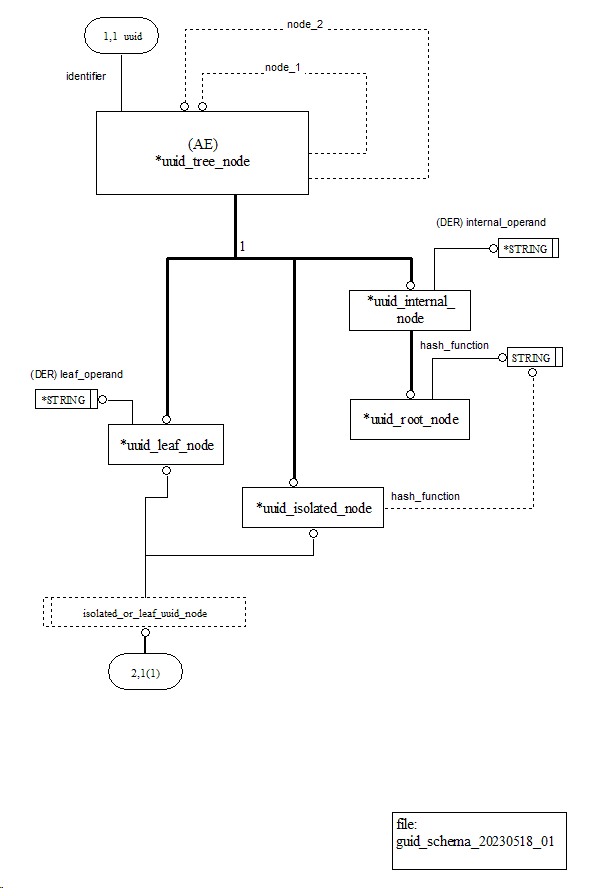 node_2
1,1 uuid
node_1
identifier
(AE)
*uuid_tree_node
(DER) internal_operand
1
*STRING
*uuid_internal_
node
hash_function
STRING
(DER) leaf_operand
*STRING
*uuid_root_node
*uuid_leaf_node
hash_function
*uuid_isolated_node
isolated_or_leaf_uuid_node
2,1(1)
file:
guid_schema_20230518_01